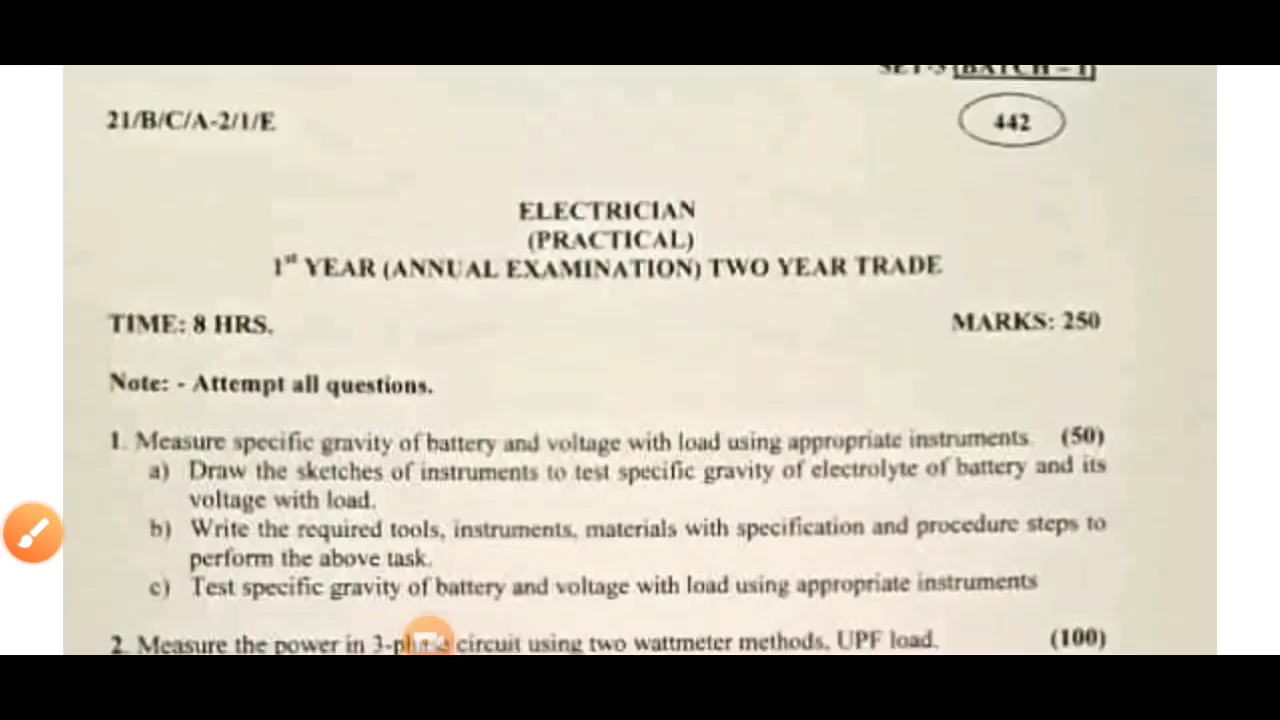 SET-3 (BATCH – 1)
21/B/C/A-2/1/E
442
ELECTRICIAN
(PRACTICAL)
1st YEAR (ANNUAL EXAMINATION) TWO YEAR TRADE
TIME: 8 HRS.
MARKS: 250
Note: - Attempt all questions.
1. Measure specific gravity of battery and voltage with load using appropriate instruments (50)
a) Draw the sketches of instruments to test specific gravity of electrolyte of battery and its
voltage with load.
b) Write the required tools, instruments, materials with specification and procedure steps to
perform the above task.
c) Test specific gravity of battery and voltage with load using appropriate instruments
2. Measure the power in 3-phase circuit using two wattmeter methods, UPF load. (100)